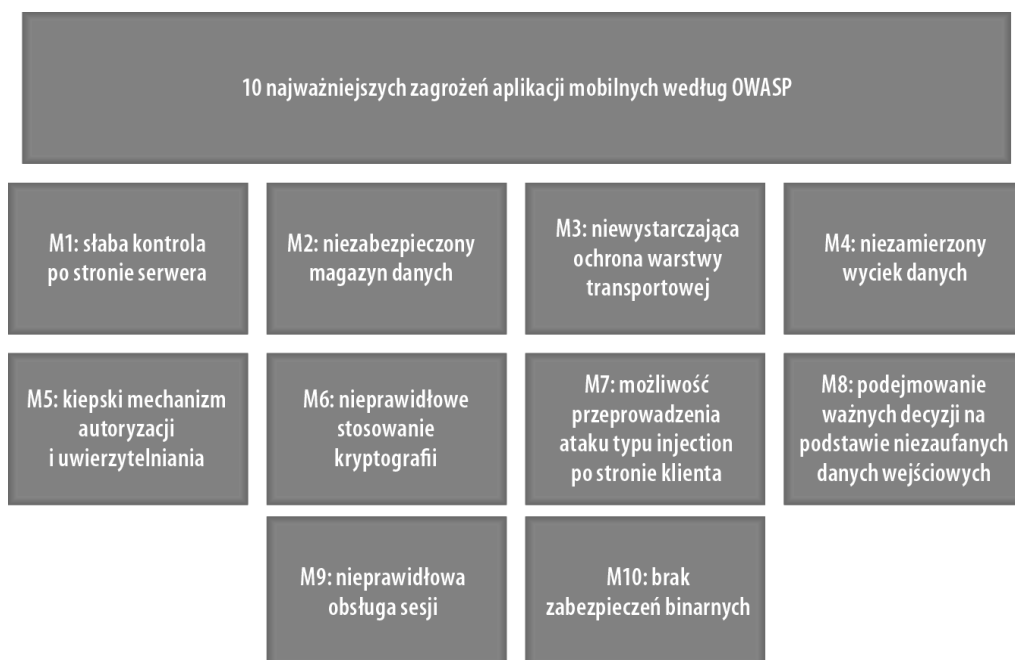 10 najważniejszych zagrożeń aplikacji mobilnych według OWASP
M1: słaba kontrola
po stronie serwera
M2: niezabezpieczony
magazyn danych
M3: niewystarczająca
ochrona warstwy
transportowej
M4: niezamierzony
wyciek danych
M5: kiepski mechanizm
autoryzacji
i uwierzytelniania
M6: nieprawidłowe
stosowanie
kryptografii
M7: możliwość
przeprowadzenia
ataku typu injection
po stronie klienta
M8: podejmowanie
ważnych decyzji na
podstawie niezaufanych
danych wejściowych
M9: nieprawidłowa
obsługa sesji
M10: brak
zabezpieczeń binarnych